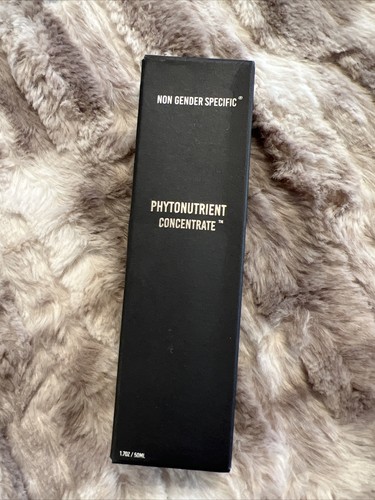 NON GENDER SPECIFIC®
PHYTONUTRIENT
CONCENTRATE™
1.7OZ / 50ML